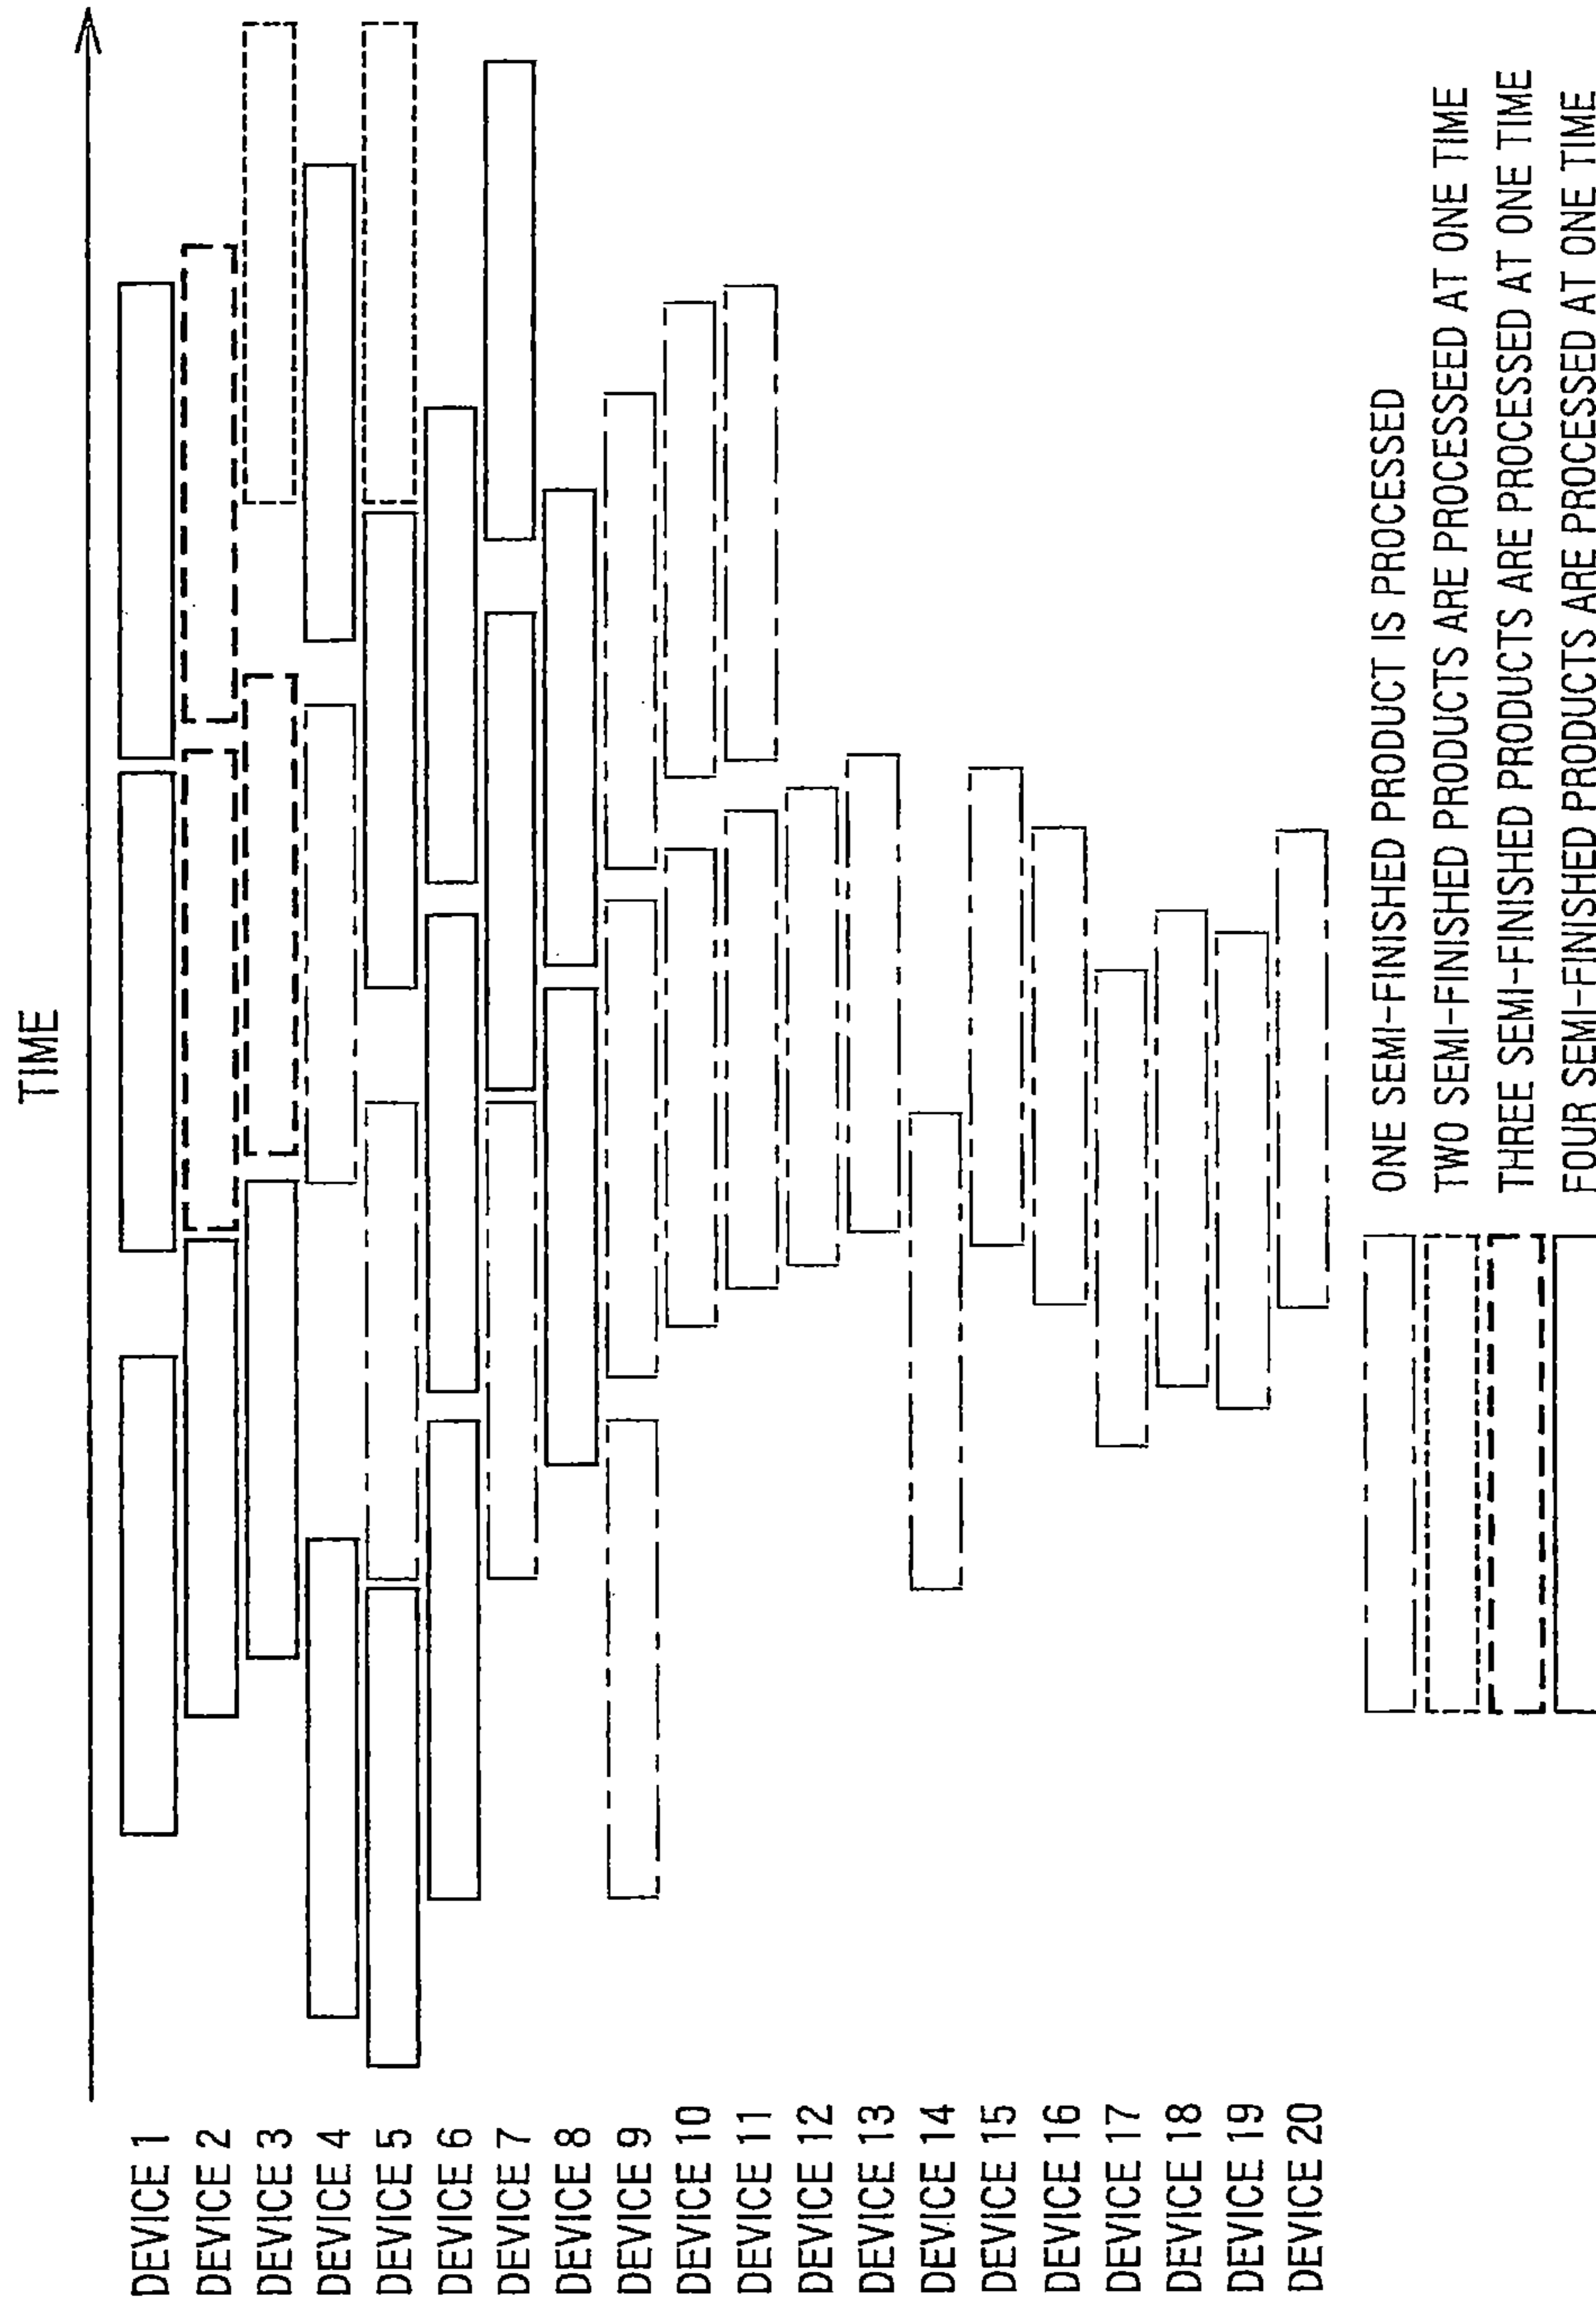 TIME
DEVICE 1
DEVICE 2
DEVICE 3
DEVICE 4
DEVICE 5
DEVICE 6
DEVICE 7
DEVICE 8
DEVICE 9
DEVICE 10
DEVICE 11
DEVICE 12
DEVICE 13
DEVICE 14
DEVICE 15
DEVICE 16
DEVICE 17
DEVICE 18
DEVICE 19
DEVICE 20
ONE SEMI-FINISHED PRODUCT IS PROCESSED
TWO SEMI-FINISHED PRODUCTS ARE PROCESSEED AT ONE TIME
THREE SEMI-FINISHED PRODUCTS ARE PROCESSED AT ONE TIME
FOUR SEMI-FINISHED PRODUCTS ARE PROCESSED AT ONE TIME